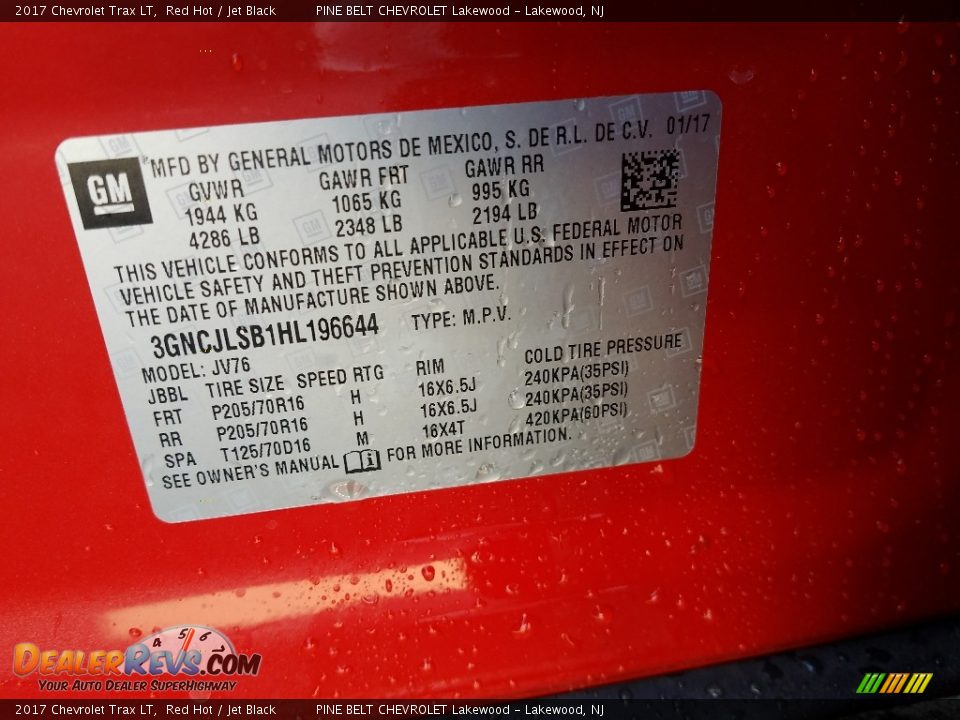 2017 Chevrolet Trax LT, Red Hot / Jet Black PINE BELT CHEVROLET Lakewood - Lakewood, NJ
GM
MFD BY GENERAL MOTORS DE MEXICO, S. DE R.L. DE C.V. 01/17
GVWR GAWR FRT GAWR RR
1944 KG 1065 KG 995 KG
4286 LB 2348 LB 2194 LB
THIS VEHICLE CONFORMS TO ALL APPLICABLE U.S. FEDERAL MOTOR
VEHICLE SAFETY AND THEFT PREVENTION STANDARDS IN EFFECT ON
THE DATE OF MANUFACTURE SHOWN ABOVE.
3GNCJLSB1HL196644 TYPE: M.P.V.
MODEL: JV76
JBBL TIRE SIZE SPEED RTG RIM COLD TIRE PRESSURE
FRT P205/70R16 H 16X6.5J 240KPA(35PSI)
RR P205/70R16 H 16X6.5J 240KPA(35PSI)
SPA T125/70D16 M 16X4T 420KPA(60PSI)
SEE OWNER'S MANUAL FOR MORE INFORMATION.
4 5 6
DEALERREVS.COM
YOUR AUTO DEALER SUPERHIGHWAY
2017 Chevrolet Trax LT, Red Hot / Jet Black PINE BELT CHEVROLET Lakewood - Lakewood, NJ